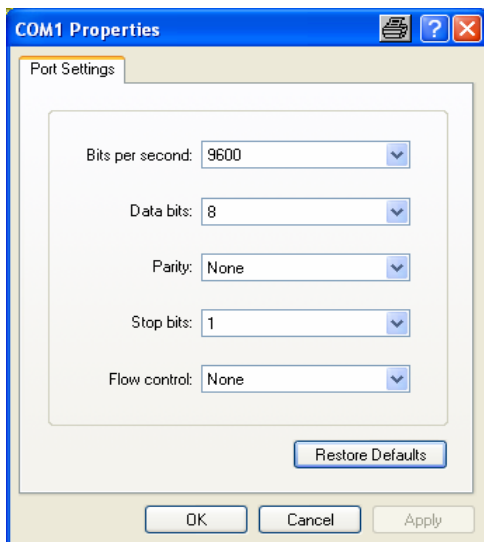 COM1 Properties
Port Settings
Bits per second: 9600
Data bits: 8
Parity: None
Stop bits: 1
Flow control: None
Restore Defaults
OK Cancel Apply